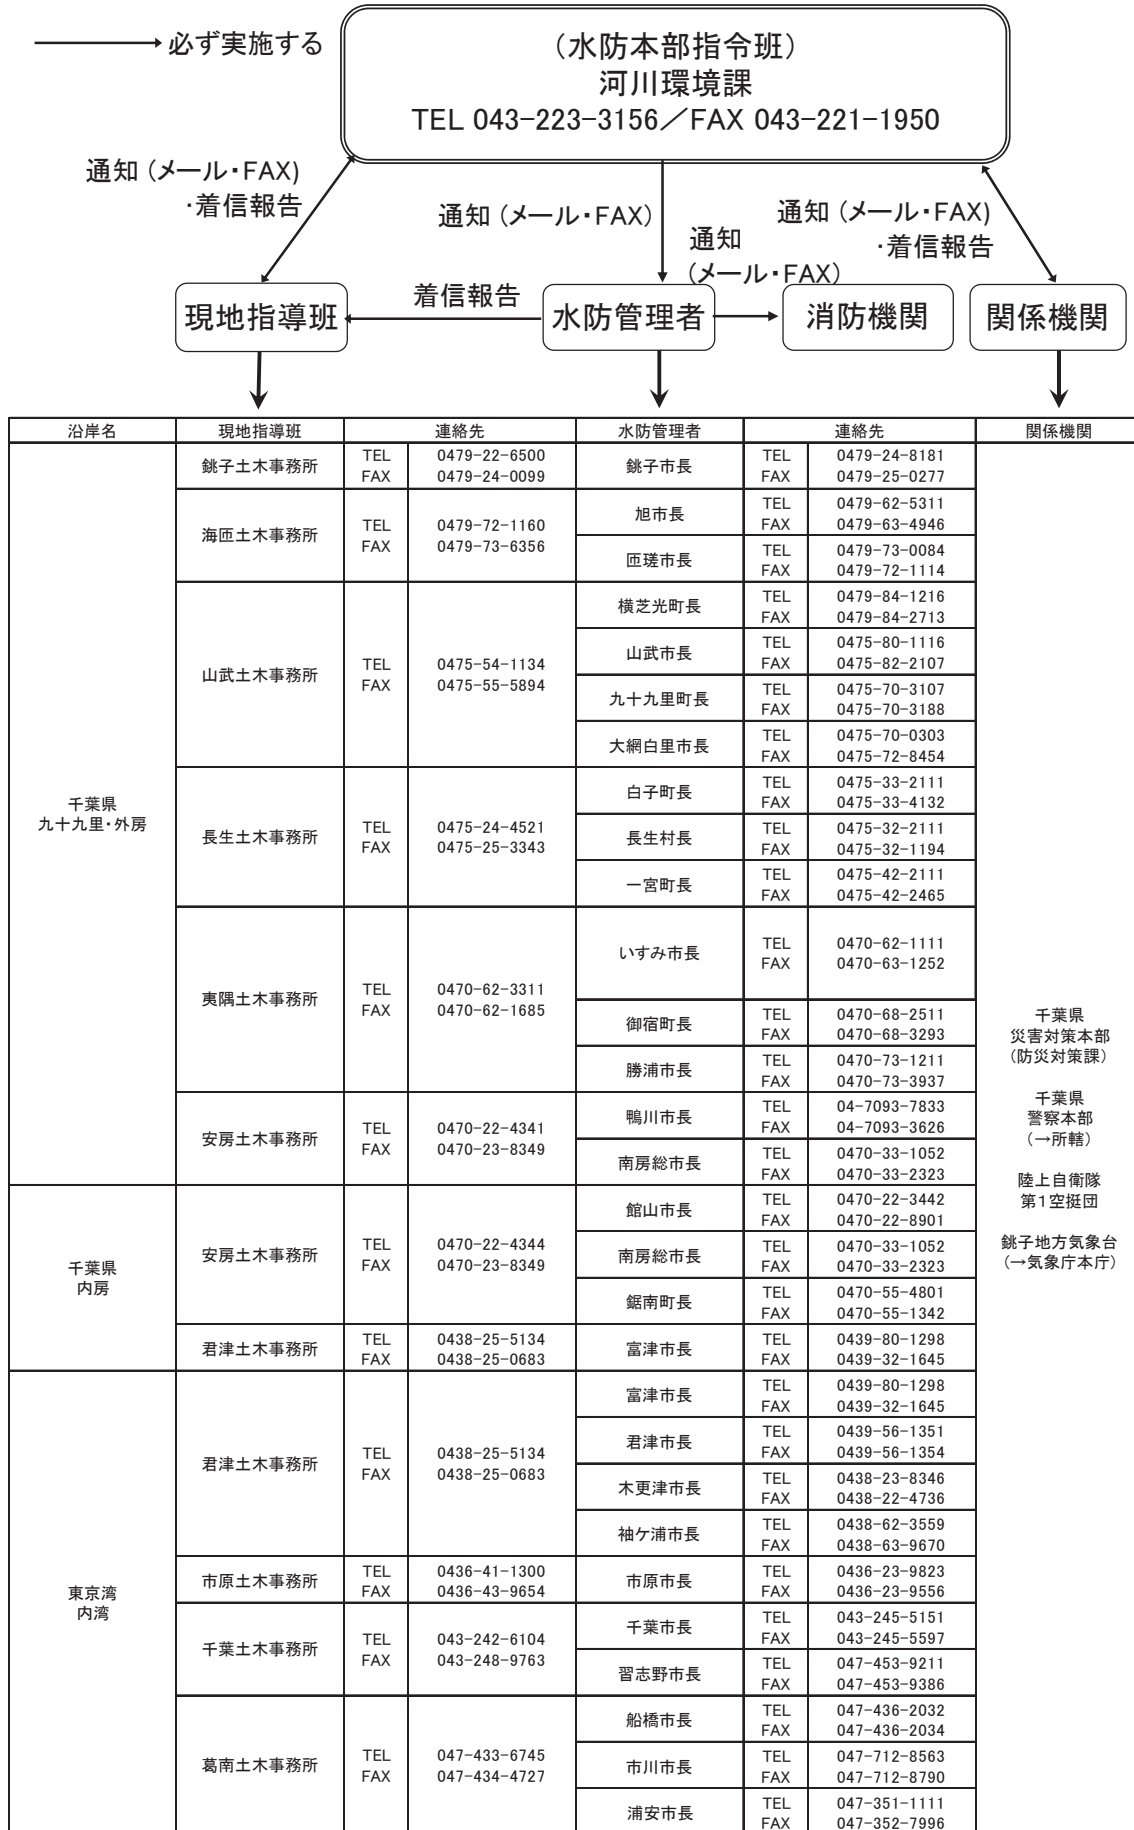 必ず実施する
（水防本部指令班）
河川環境課
TEL 043-223-3156／FAX 043-221-1950
通知（メール・FAX)
・着信報告
通知（メール・FAX）
通知
（メール・FAX）
通知（メール・FAX)
・着信報告
現地指導班
着信報告
水防管理者
消防機関
関係機関
沿岸名 現地指導班 連絡先 水防管理者 連絡先 関係機関
千葉県
九十九里・外房
銚子土木事務所 TEL 0479-22-6500
FAX 0479-24-0099
銚子市長 TEL 0479-24-8181
FAX 0479-25-0277
海匝土木事務所 TEL 0479-72-1160
FAX 0479-73-6356
旭市長 TEL 0479-62-5311
FAX 0479-63-4946
匝瑳市長 TEL 0479-73-0084
FAX 0479-72-1114
山武土木事務所 TEL 0475-54-1134
FAX 0475-55-5894
横芝光町長 TEL 0479-84-1216
FAX 0479-84-2713
山武市長 TEL 0475-80-1116
FAX 0475-82-2107
九十九里町長 TEL 0475-70-3107
FAX 0475-70-3188
大網白里市長 TEL 0475-70-0303
FAX 0475-72-8454
長生土木事務所 TEL 0475-24-4521
FAX 0475-25-3343
白子町長 TEL 0475-33-2111
FAX 0475-33-4132
長生村長 TEL 0475-32-2111
FAX 0475-32-1194
一宮町長 TEL 0475-42-2111
FAX 0475-42-2465
夷隅土木事務所 TEL 0470-62-3311
FAX 0470-62-1685
いすみ市長 TEL 0470-62-1111
FAX 0470-63-1252
御宿町長 TEL 0470-68-2511
FAX 0470-68-3293
勝浦市長 TEL 0470-73-1211
FAX 0470-73-3937
安房土木事務所 TEL 0470-22-4341
FAX 0470-23-8349
鴨川市長 TEL 04-7093-7833
FAX 04-7093-3626
南房総市長 TEL 0470-33-1052
FAX 0470-33-2323
千葉県
内房
安房土木事務所 TEL 0470-22-4344
FAX 0470-23-8349
館山市長 TEL 0470-22-3442
FAX 0470-22-8901
南房総市長 TEL 0470-33-1052
FAX 0470-33-2323
鋸南町長 TEL 0470-55-4801
FAX 0470-55-1342
君津土木事務所 TEL 0438-25-5134
FAX 0438-25-0683
富津市長 TEL 0439-80-1298
FAX 0439-32-1645
東京湾
内湾
君津土木事務所 TEL 0438-25-5134
FAX 0438-25-0683
富津市長 TEL 0439-80-1298
FAX 0439-32-1645
君津市長 TEL 0439-56-1351
FAX 0439-56-1354
木更津市長 TEL 0438-23-8346
FAX 0438-22-4736
袖ケ浦市長 TEL 0438-62-3559
FAX 0438-63-9670
市原土木事務所 TEL 0436-41-1300
FAX 0436-43-9654
市原市長 TEL 0436-23-9823
FAX 0436-23-9556
千葉土木事務所 TEL 043-242-6104
FAX 043-248-9763
千葉市長 TEL 043-245-5151
FAX 043-245-5597
習志野市長 TEL 047-453-9211
FAX 047-453-9386
葛南土木事務所 TEL 047-433-6745
FAX 047-434-4727
船橋市長 TEL 047-436-2032
FAX 047-436-2034
市川市長 TEL 047-712-8563
FAX 047-712-8790
浦安市長 TEL 047-351-1111
FAX 047-352-7996
千葉県
災害対策本部
（防災対策課）
千葉県
警察本部
（→所轄）
陸上自衛隊
第１空挺団
銚子地方気象台
（→気象庁本庁）